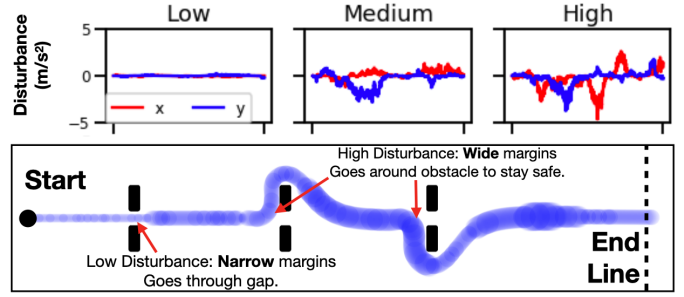 Low
Medium
High
Disturbance
(m/s²)
5
0
−5
x
y
Start
High Disturbance: Wide margins
Goes around obstacle to stay safe.
Low Disturbance: Narrow margins
Goes through gap.
End
Line